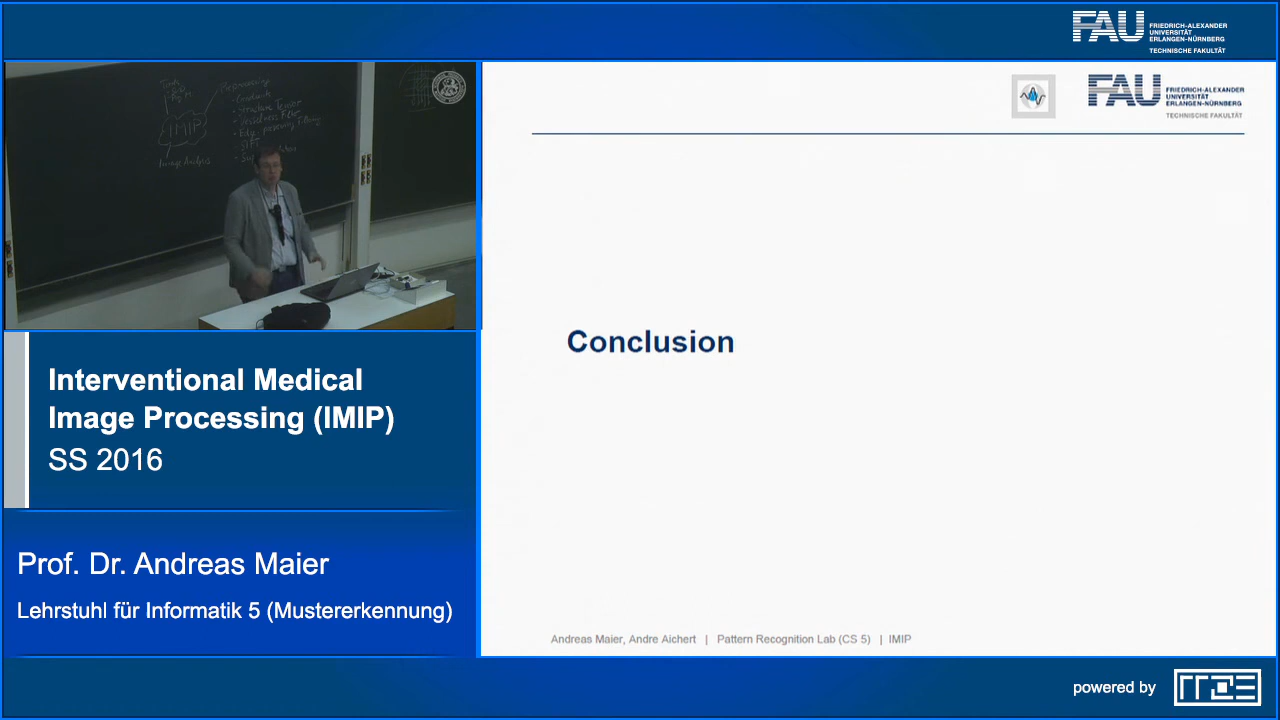 FAU
FRIEDRICH-ALEXANDER
UNIVERSITÄT
ERLANGEN-NÜRNBERG
TECHNISCHE FAKULTÄT
IMIP
Image Analysis
FAU
FRIEDRICH-ALEXANDER
UNIVERSITÄT
ERLANGEN-NÜRNBERG
TECHNISCHE FAKULTÄT
Conclusion
Interventional Medical
Image Processing (IMIP)
SS 2016
Prof. Dr. Andreas Maier
Lehrstuhl für Informatik 5 (Mustererkennung)
Andreas Maier, Andre Aichert | Pattern Recognition Lab (CS 5) | IMIP
powered by